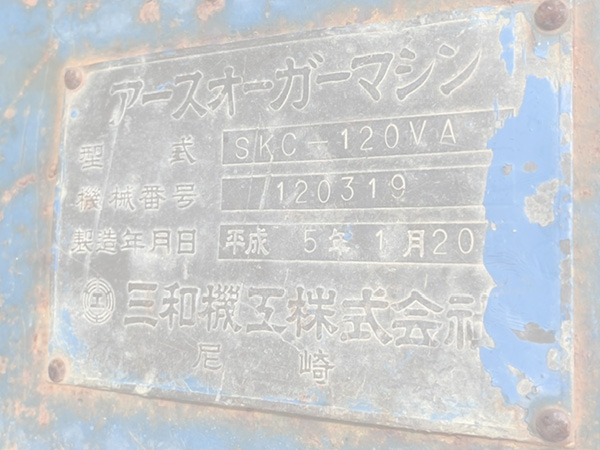 アースオーガーマシン
型式 SKC-120VA
機械番号 7120319
製造年月日 平成 5年 1月20
三和機工株式会社
尼崎